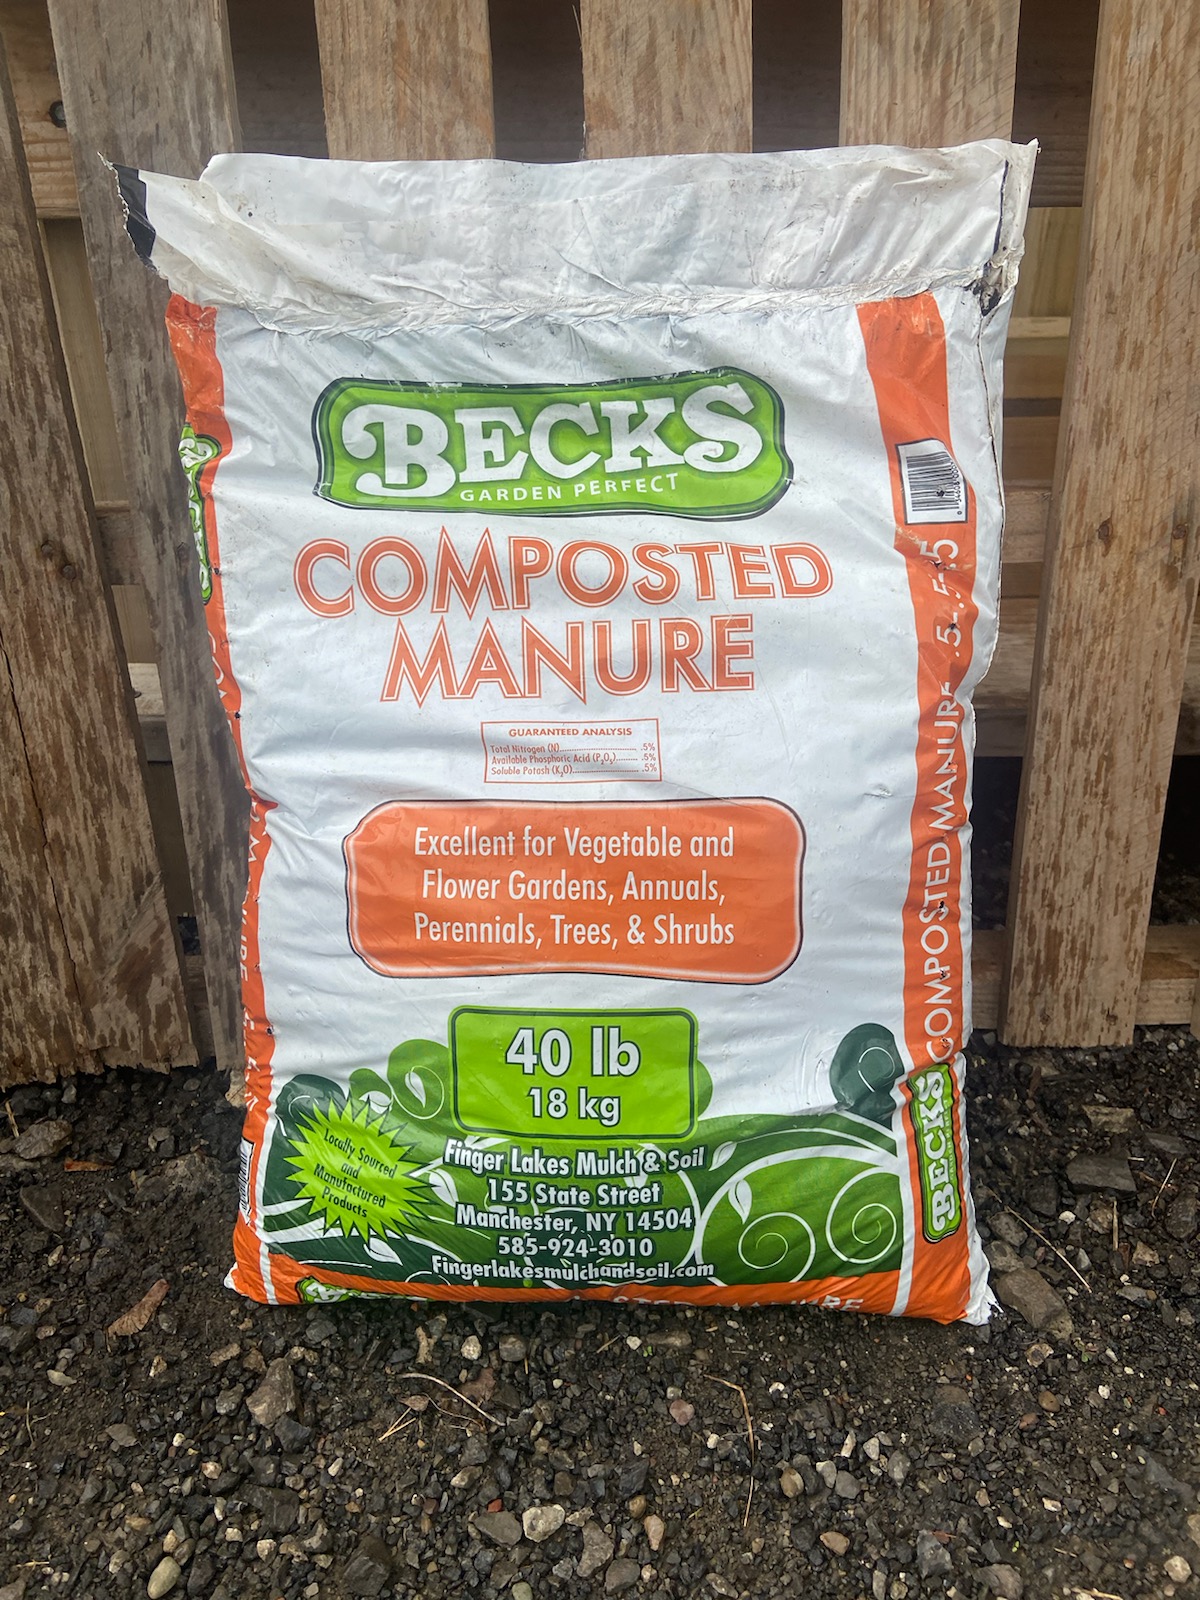 BECKS
GARDEN PERFECT
COMPOSTED
MANURE
GUARANTEED ANALYSIS
Total Nitrogen (N)............................ .5%
Available Phosphoric Acid (P₂O₅)......... .5%
Soluble Potash (K₂O)........................ .5%
Excellent for Vegetable and
Flower Gardens, Annuals,
Perennials, Trees, & Shrubs
40 lb
18 kg
Locally Sourced
and
Manufactured
Products
Finger Lakes Mulch & Soil
155 State Street
Manchester, NY 14504
585-924-3010
Fingerlakesmulchandsoil.com
BECKS COMPOSTED MANURE .5-.5-.5